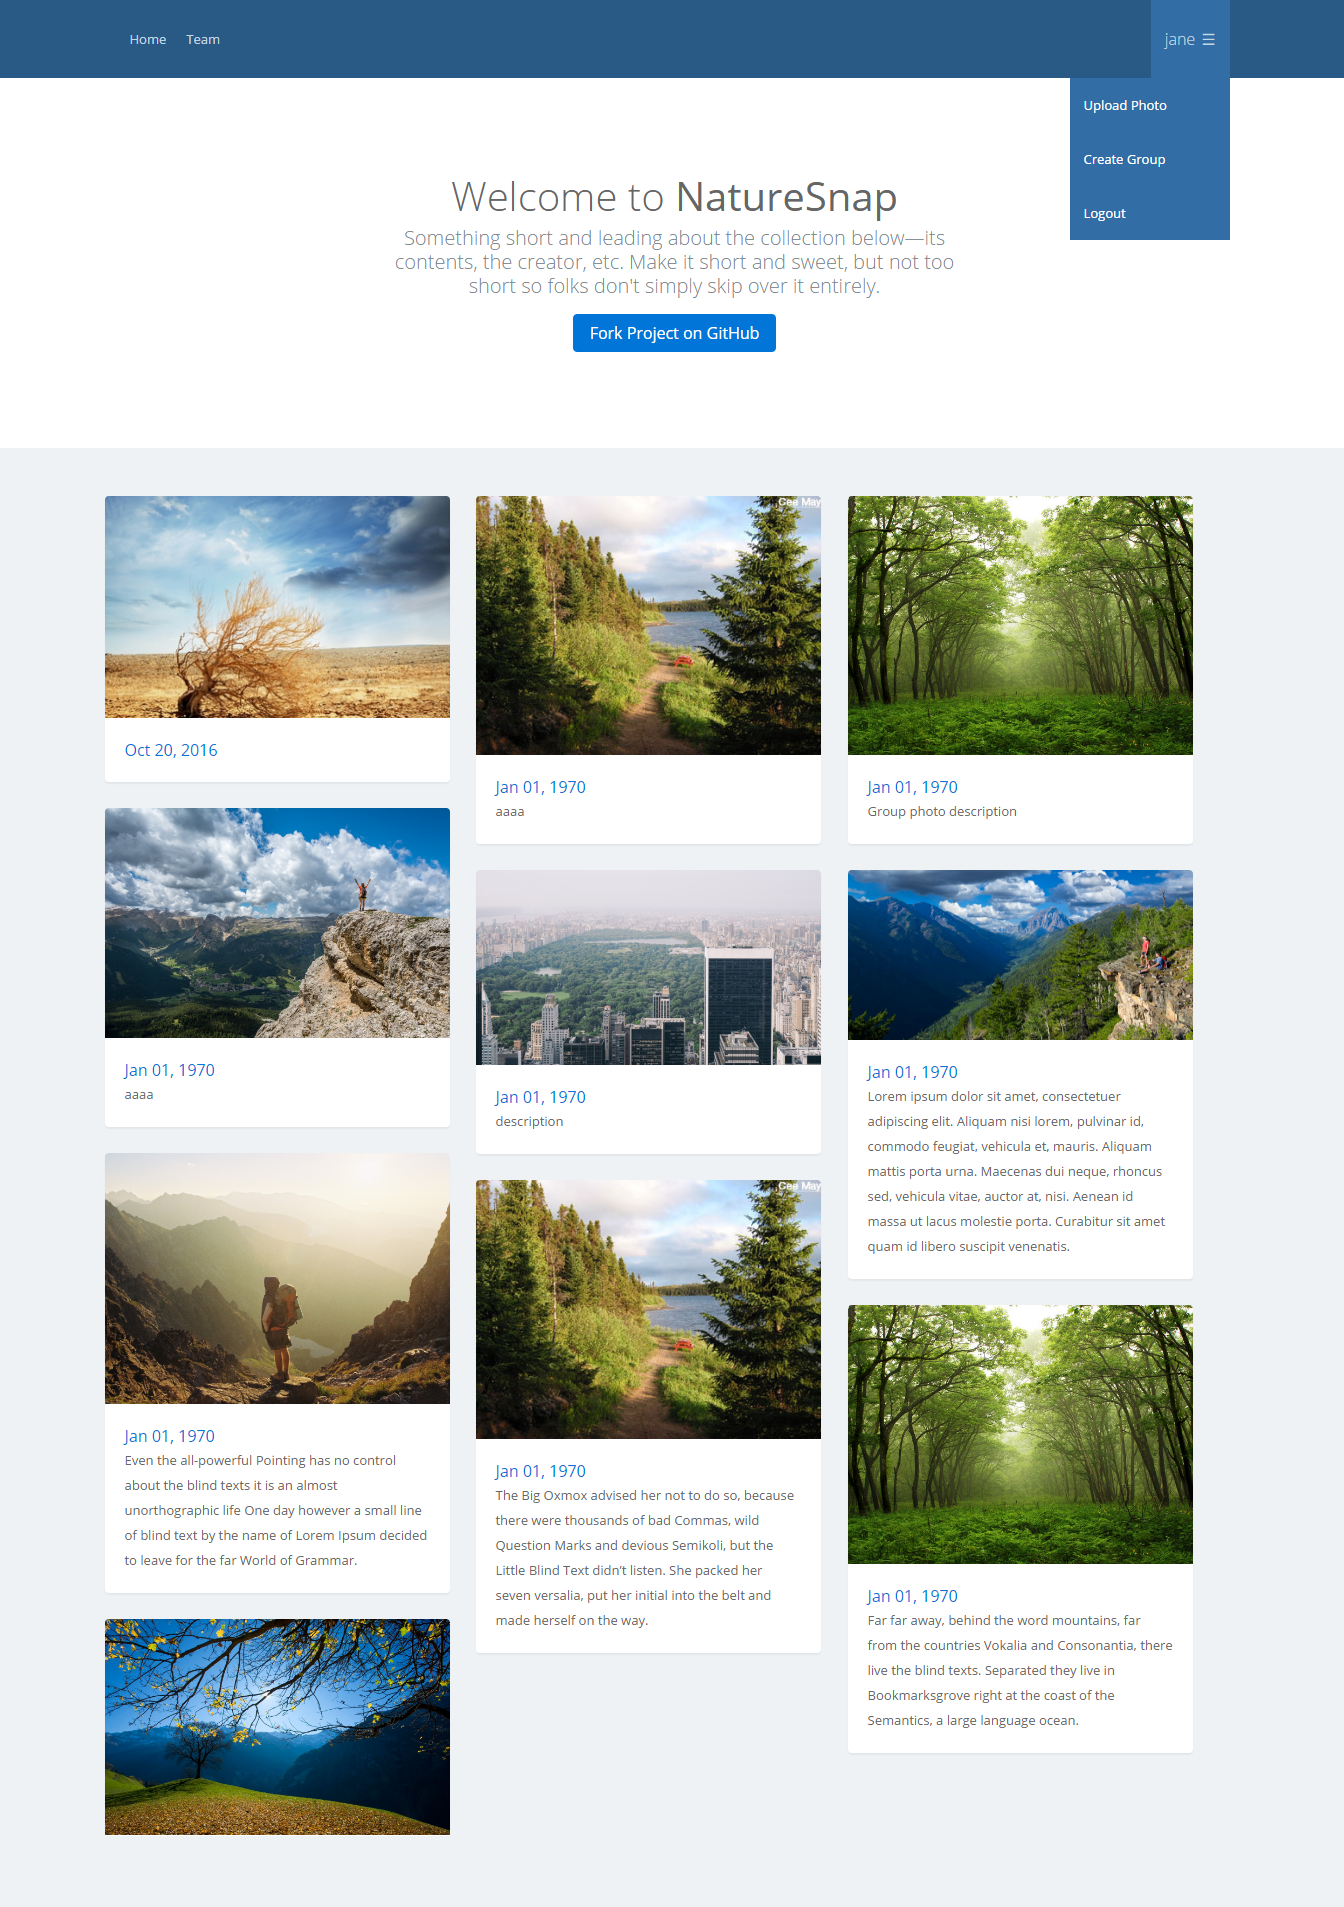 Home
Team
jane ☰
Upload Photo
Create Group
Logout
Welcome to NatureSnap
Something short and leading about the collection below—its
contents, the creator, etc. Make it short and sweet, but not too
short so folks don't simply skip over it entirely.
Fork Project on GitHub
Oct 20, 2016
Jan 01, 1970
aaaa
Jan 01, 1970
Even the all-powerful Pointing has no control
about the blind texts it is an almost
unorthographic life One day however a small line
of blind text by the name of Lorem Ipsum decided
to leave for the far World of Grammar.
Cee May
Jan 01, 1970
aaaa
Jan 01, 1970
description
Cee May
Jan 01, 1970
The Big Oxmox advised her not to do so, because
there were thousands of bad Commas, wild
Question Marks and devious Semikoli, but the
Little Blind Text didn't listen. She packed her
seven versalia, put her initial into the belt and
made herself on the way.
Jan 01, 1970
Group photo description
Jan 01, 1970
Lorem ipsum dolor sit amet, consectetuer
adipiscing elit. Aliquam nisi lorem, pulvinar id,
commodo feugiat, vehicula et, mauris. Aliquam
mattis porta urna. Maecenas dui neque, rhoncus
sed, vehicula vitae, auctor at, nisi. Aenean id
massa ut lacus molestie porta. Curabitur sit amet
quam id libero suscipit venenatis.
Jan 01, 1970
Far far away, behind the word mountains, far
from the countries Vokalia and Consonantia, there
live the blind texts. Separated they live in
Bookmarksgrove right at the coast of the
Semantics, a large language ocean.